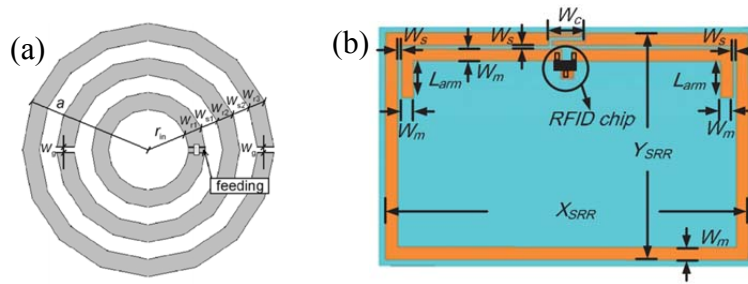 (a)
a
r_in
W_r1
W_s1
W_r2
W_s2
W_r3
W_g
W_g
feeding
(b)
W_c
W_s
W_s
W_s
L_arm
W_m
L_arm
W_m
RFID chip
W_m
Y_SRR
X_SRR
W_m